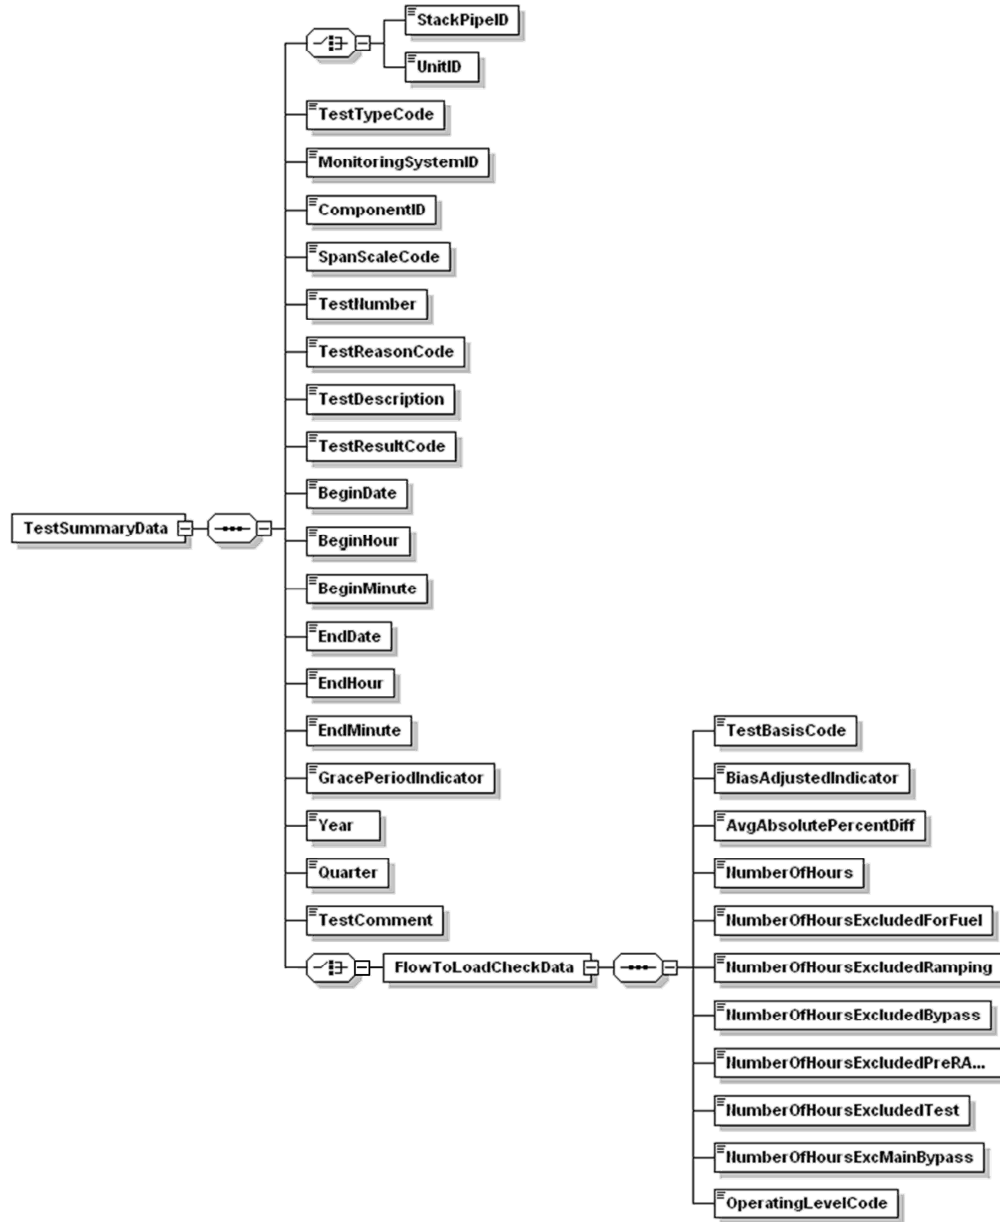 StackPipeID
UnitID
TestTypeCode
MonitoringSystemID
ComponentID
SpanScaleCode
TestNumber
TestReasonCode
TestDescription
TestResultCode
BeginDate
TestSummaryData
BeginHour
BeginMinute
EndDate
EndHour
EndMinute
GracePeriodIndicator
Year
Quarter
TestComment
FlowToLoadCheckData
TestBasisCode
BiasAdjustedIndicator
AvgAbsolutePercentDiff
NumberOfHours
NumberOfHoursExcludedForFuel
NumberOfHoursExcludedRamping
NumberOfHoursExcludedBypass
NumberOfHoursExcludedPreRA...
NumberOfHoursExcludedTest
NumberOfHoursExcMainBypass
OperatingLevelCode